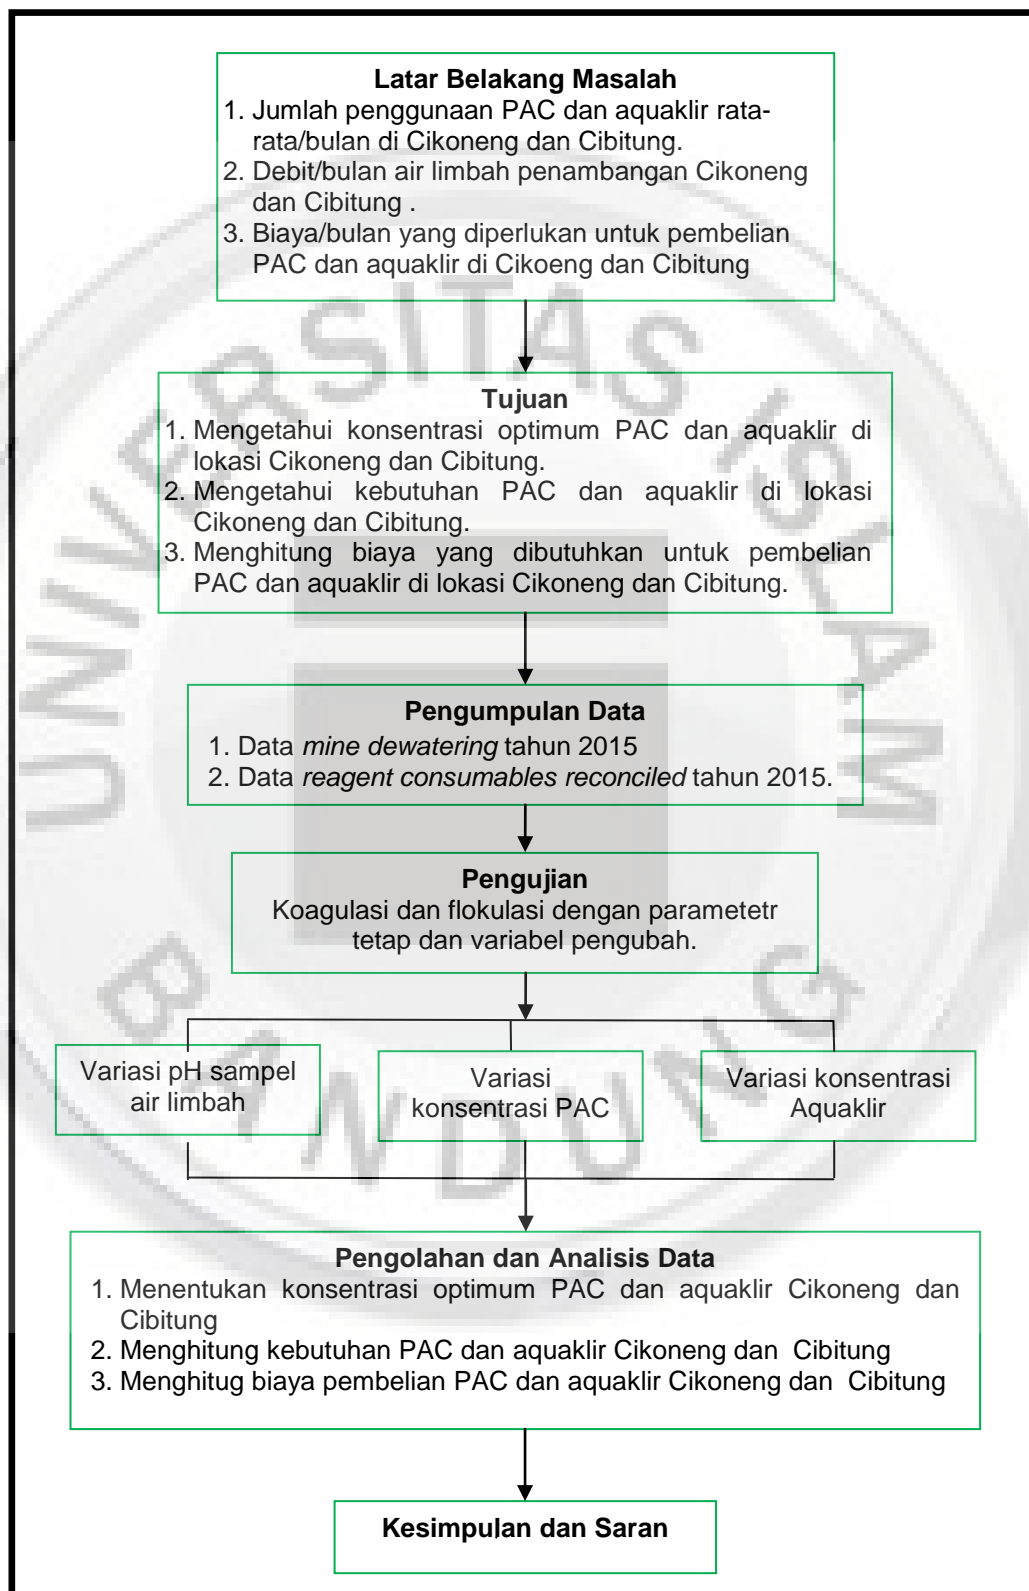 Latar Belakang Masalah
1. Jumlah penggunaan PAC dan aquaklir rata-
rata/bulan di Cikoneng dan Cibitung.
2. Debit/bulan air limbah penambangan Cikoneng
dan Cibitung .
3. Biaya/bulan yang diperlukan untuk pembelian
PAC dan aquaklir di Cikoeng dan Cibitung
Tujuan
1. Mengetahui konsentrasi optimum PAC dan aquaklir di
lokasi Cikoneng dan Cibitung.
2. Mengetahui kebutuhan PAC dan aquaklir di lokasi
Cikoneng dan Cibitung.
3. Menghitung biaya yang dibutuhkan untuk pembelian
PAC dan aquaklir di lokasi Cikoneng dan Cibitung.
Pengumpulan Data
1. Data mine dewatering tahun 2015
2. Data reagent consumables reconciled tahun 2015.
Pengujian
Koagulasi dan flokulasi dengan parametetr
tetap dan variabel pengubah.
Variasi pH sampel
air limbah
Variasi
konsentrasi PAC
Variasi konsentrasi
Aquaklir
Pengolahan dan Analisis Data
1. Menentukan konsentrasi optimum PAC dan aquaklir Cikoneng dan
Cibitung
2. Menghitung kebutuhan PAC dan aquaklir Cikoneng dan Cibitung
3. Menghitug biaya pembelian PAC dan aquaklir Cikoneng dan Cibitung
Kesimpulan dan Saran
UNIVERSITAS ISLAM
BANDUNG